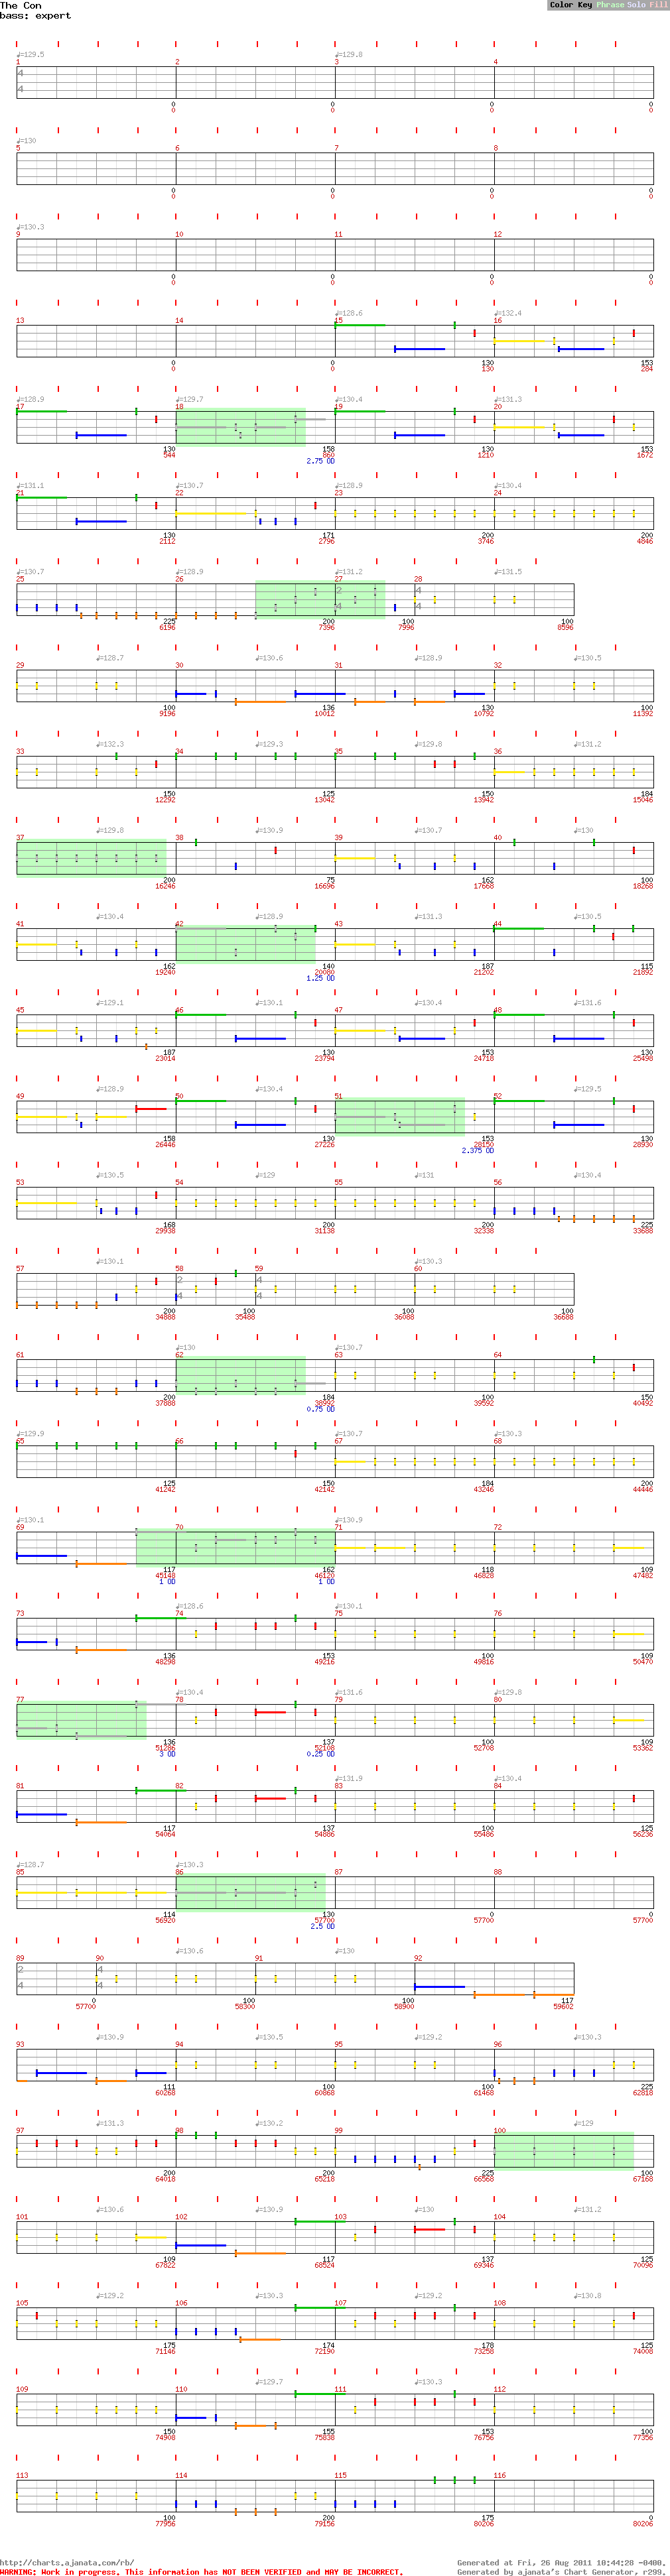 The Con
Color Key Phrase Solo Fill
bass: expert
♩=129.5 ♩=129.8
1 2 3 4
4
4
0 0 0 0
0 0 0 0
♩=130
5 6 7 8
0 0 0 0
0 0 0 0
♩=130.3
9 10 11 12
0 0 0 0
0 0 0 0
♩=128.6 ♩=132.4
13 14 15 16
0 0 130 153
0 0 130 284
♩=128.9 ♩=129.7 ♩=130.4 ♩=131.3
17 18 19 20
130 158 130 153
544 860 1210 1672
2.75 OD
♩=131.1 ♩=130.7 ♩=128.9 ♩=130.4
21 22 23 24
130 171 200 200
2112 2796 3746 4846
♩=130.7 ♩=128.9 ♩=131.2 ♩=131.5
25 26 27 28
2 4
4 4
225 200 100 100
6196 7396 7996 8596
♩=128.7 ♩=130.6 ♩=128.9 ♩=130.5
29 30 31 32
100 136 130 100
9196 10012 10792 11392
♩=132.3 ♩=129.3 ♩=129.8 ♩=131.2
33 34 35 36
150 125 150 184
12292 13042 13942 15046
♩=129.8 ♩=130.9 ♩=130.7 ♩=130
37 38 39 40
200 75 162 100
16246 16696 17668 18268
♩=130.4 ♩=128.9 ♩=131.3 ♩=130.5
41 42 43 44
162 140 187 115
19240 20080 21202 21892
1.25 OD
♩=129.1 ♩=130.1 ♩=130.4 ♩=131.6
45 46 47 48
187 130 153 130
23014 23794 24718 25498
♩=128.9 ♩=130.4 ♩=129.5
49 50 51 52
158 130 153 130
26446 27226 28150 28930
2.375 OD
♩=130.5 ♩=129 ♩=131 ♩=130.4
53 54 55 56
168 200 200 225
29938 31138 32338 33688
♩=130.1 ♩=130.3
57 58 59 60
2 4
4 4
200 100 100 100
34888 35488 36088 36688
♩=130 ♩=130.7
61 62 63 64
200 184 100 150
37888 38992 39592 40492
0.75 OD
♩=129.9 ♩=130.7 ♩=130.3
65 66 67 68
125 150 184 200
41242 42142 43246 44446
♩=130.1 ♩=130.9
69 70 71 72
117 162 118 109
45148 46120 46828 47482
1 OD 1 OD
♩=128.6 ♩=130.1
73 74 75 76
136 153 100 109
48298 49216 49816 50470
♩=130.4 ♩=131.6 ♩=129.8
77 78 79 80
136 137 100 109
51286 52108 52708 53362
3 OD 0.25 OD
♩=131.9 ♩=130.4
81 82 83 84
117 137 100 125
54064 54886 55486 56236
♩=128.7 ♩=130.3
85 86 87 88
114 130 0 0
56920 57700 57700 57700
2.5 OD
♩=130.6 ♩=130
89 90 91 92
2 4
4 4
0 100 100 117
57700 58300 58900 59602
♩=130.9 ♩=130.5 ♩=129.2 ♩=130.3
93 94 95 96
111 100 100 225
60268 60868 61468 62818
♩=131.3 ♩=130.2 ♩=129
97 98 99 100
200 200 225 100
64018 65218 66568 67168
♩=130.6 ♩=130.9 ♩=130 ♩=131.2
101 102 103 104
109 117 137 125
67822 68524 69346 70096
♩=129.2 ♩=130.3 ♩=129.2 ♩=130.8
105 106 107 108
175 174 178 125
71146 72190 73258 74008
♩=129.7 ♩=130.3
109 110 111 112
150 155 153 100
74908 75838 76756 77356
113 114 115 116
100 200 175 0
77956 79156 80206 80206
http://charts.ajanata.com/rb/
Generated at Fri, 26 Aug 2011 10:44:28 -0400.
WARNING: Work in progress. This information has NOT BEEN VERIFIED and MAY BE INCORRECT.
Generated by ajanata's Chart Generator, r299.